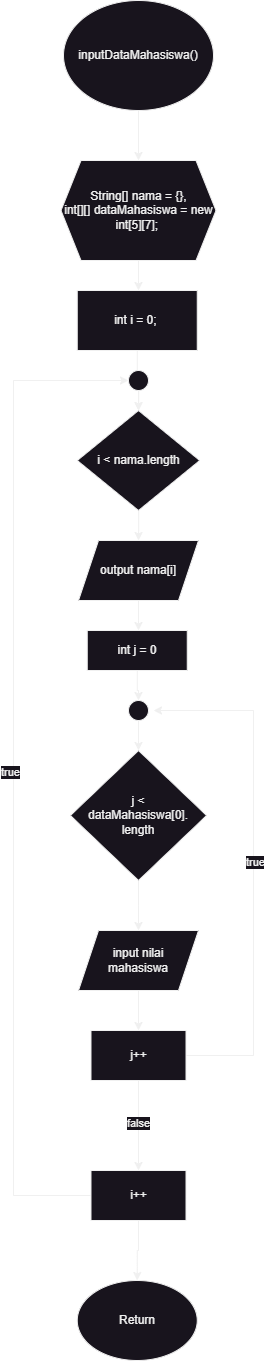 inputDataMahasiswa()
String[] nama = {},
int[][] dataMahasiswa = new
int[5][7];
int i = 0;
i < nama.length
output nama[i]
int j = 0
j <
dataMahasiswa[0].
length
true
true
input nilai
mahasiswa
j++
false
i++
Return